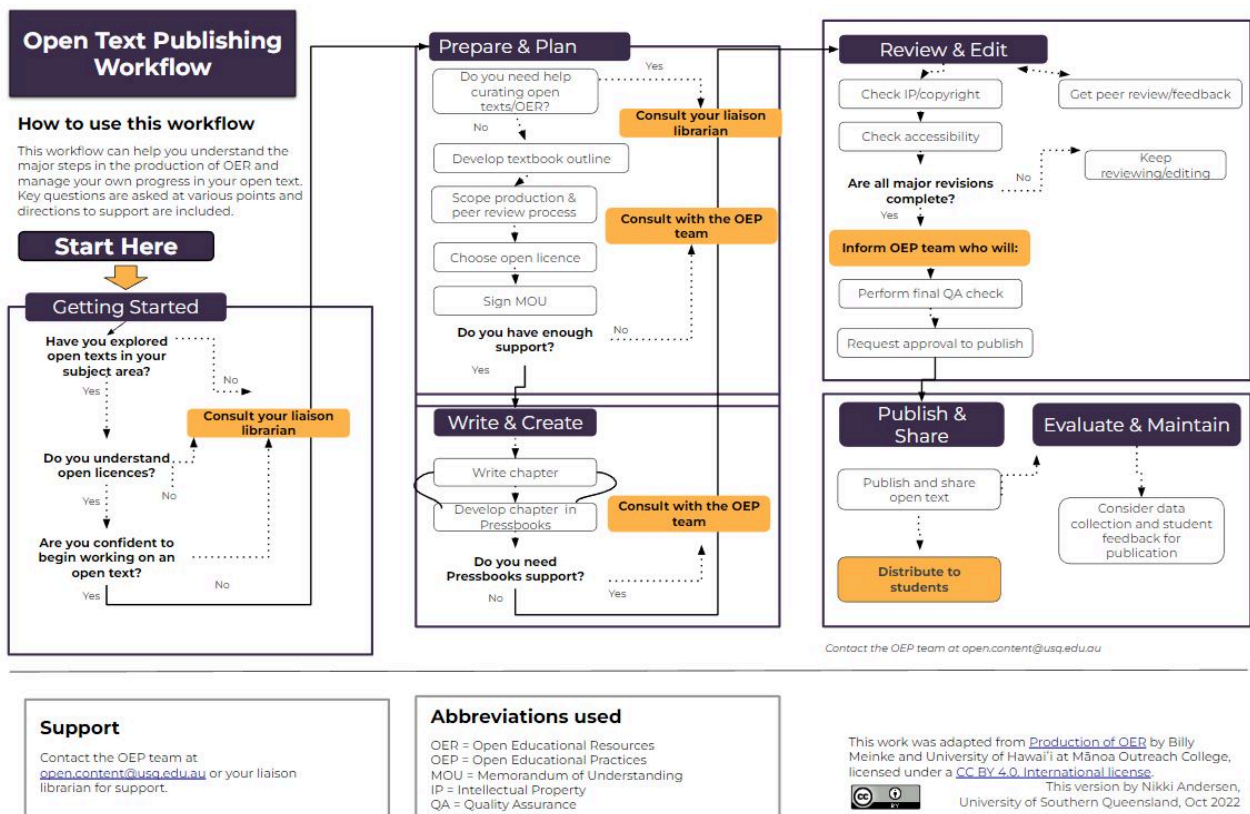 Open Text Publishing
Workflow
How to use this workflow
This workflow can help you understand the
major steps in the production of OER and
manage your own progress in your open text.
Key questions are asked at various points and
directions to support are included.
Start Here
Getting Started
Have you explored
open texts in your
subject area?
Yes
No
Consult your liaison
librarian
Do you understand
open licences?
Yes
No
Are you confident to
begin working on an
open text?
Yes
No
Prepare & Plan
Do you need help
curating open
texts/OER?
Yes
Consult your liaison
librarian
No
Develop textbook outline
Scope production &
peer review process
Consult with the OEP
team
Choose open licence
Sign MOU
Do you have enough
support?
No
Yes
Write & Create
Write chapter
Develop chapter in
Pressbooks
Consult with the OEP
team
Do you need
Pressbooks support?
No
Yes
Review & Edit
Check IP/copyright
Get peer review/feedback
Check accessibility
Keep
reviewing/editing
No
Are all major revisions
complete?
Yes
Inform OEP team who will:
Perform final QA check
Request approval to publish
Publish &
Share
Evaluate & Maintain
Publish and share
open text
Consider data
collection and student
feedback for
publication
Distribute to
students
Contact the OEP team at open.content@usq.edu.au
Support
Contact the OEP team at
open.content@usq.edu.au or your liaison
librarian for support.
Abbreviations used
OER = Open Educational Resources
OEP = Open Educational Practices
MOU = Memorandum of Understanding
IP = Intellectual Property
QA = Quality Assurance
This work was adapted from Production of OER by Billy
Meinke and University of Hawai'i at Mānoa Outreach College,
licensed under a CC BY 4.0. International license.
cc BY
This version by Nikki Andersen,
University of Southern Queensland, Oct 2022